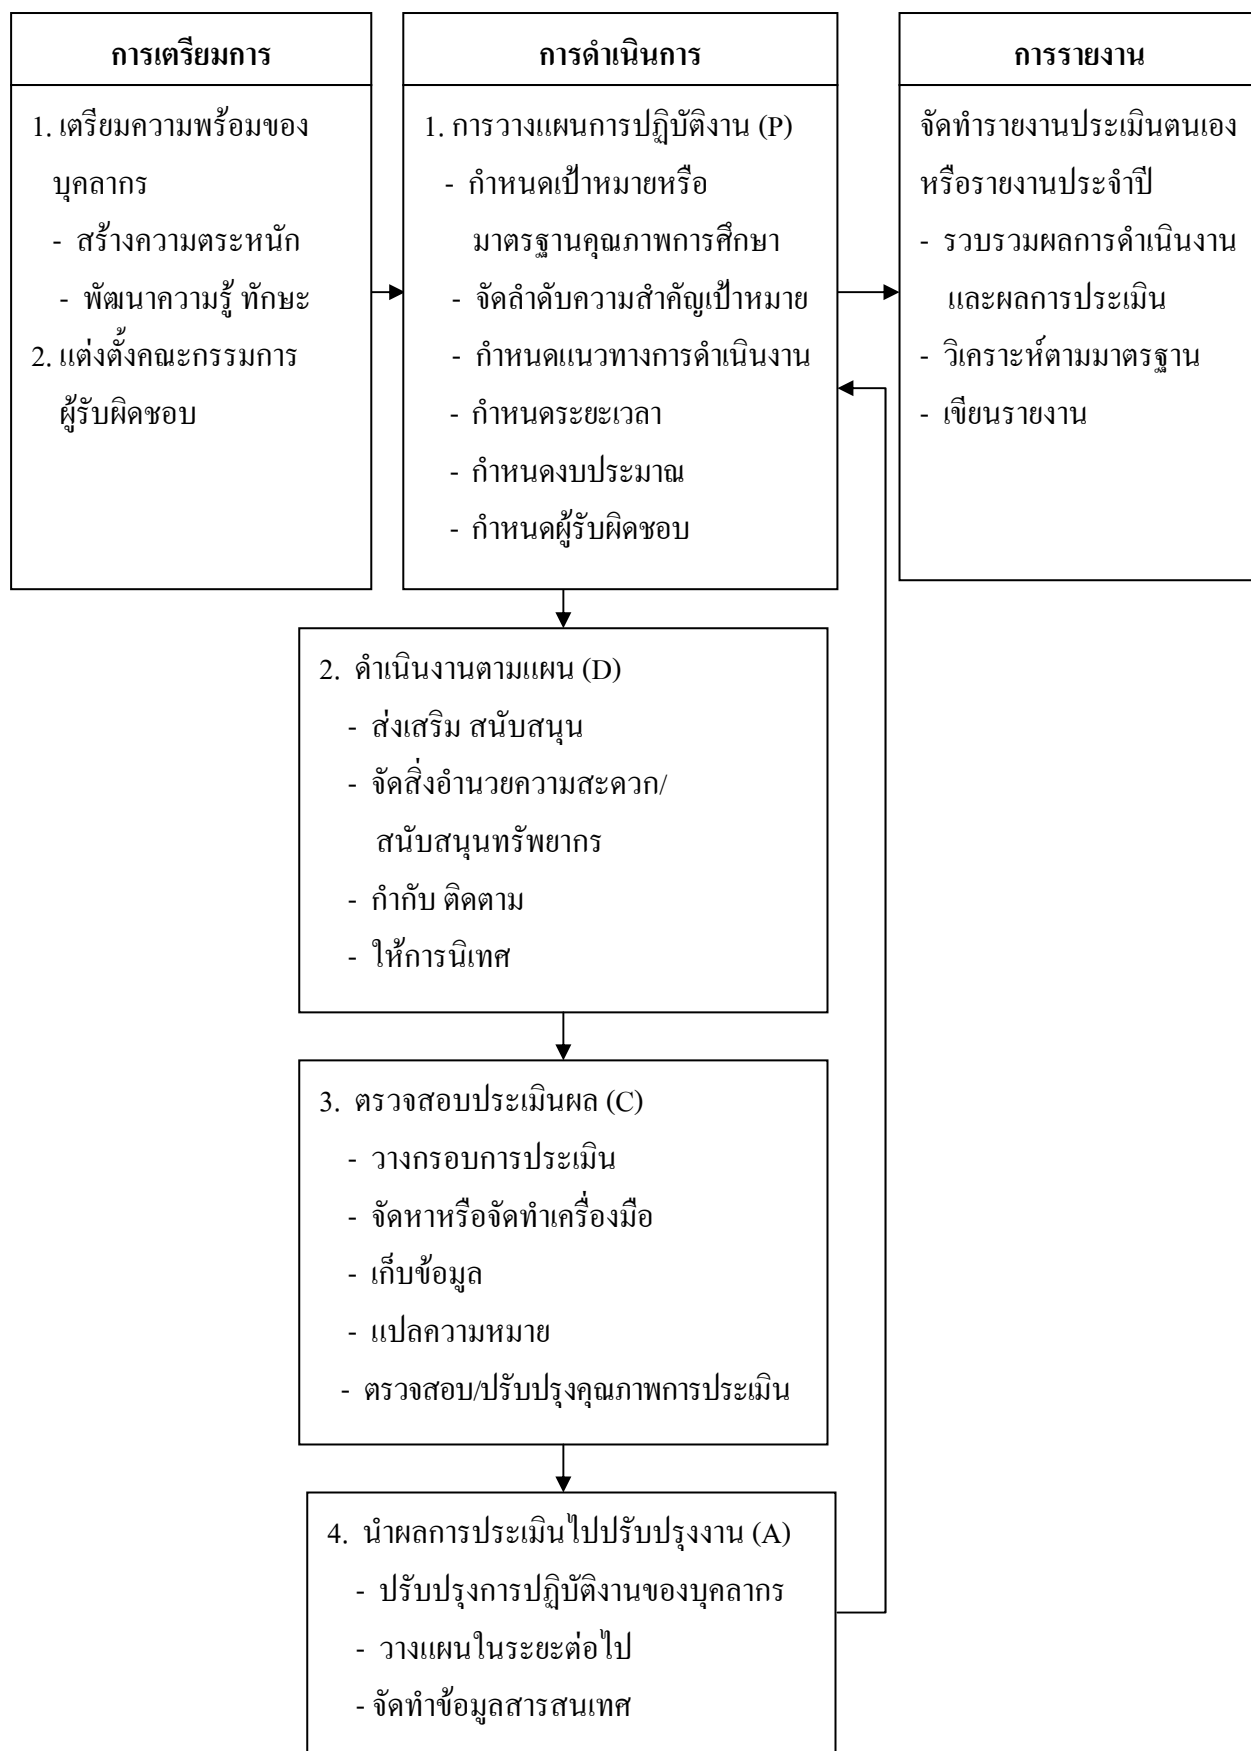 การเตรียมการ
1. เตรียมความพร้อมของ
บุคลากร
- สร้างความตระหนัก
- พัฒนาความรู้ ทักษะ
2. แต่งตั้งคณะกรรมการ
ผู้รับผิดชอบ
การดำเนินการ
1. การวางแผนการปฏิบัติงาน (P)
- กำหนดเป้าหมายหรือ
มาตรฐานคุณภาพการศึกษา
- จัดลำดับความสำคัญเป้าหมาย
- กำหนดแนวทางการดำเนินงาน
- กำหนดระยะเวลา
- กำหนดงบประมาณ
- กำหนดผู้รับผิดชอบ
การรายงาน
จัดทำรายงานประเมินตนเอง
หรือรายงานประจำปี
- รวบรวมผลการดำเนินงาน
และผลการประเมิน
- วิเคราะห์ตามมาตรฐาน
- เขียนรายงาน
2. ดำเนินงานตามแผน (D)
- ส่งเสริม สนับสนุน
- จัดสิ่งอำนวยความสะดวก/
สนับสนุนทรัพยากร
- กำกับ ติดตาม
- ให้การนิเทศ
3. ตรวจสอบประเมินผล (C)
- วางกรอบการประเมิน
- จัดหาหรือจัดทำเครื่องมือ
- เก็บข้อมูล
- แปลความหมาย
- ตรวจสอบ/ปรับปรุงคุณภาพการประเมิน
4. นำผลการประเมินไปปรับปรุงงาน (A)
- ปรับปรุงการปฏิบัติงานของบุคลากร
- วางแผนในระยะต่อไป
- จัดทำข้อมูลสารสนเทศ